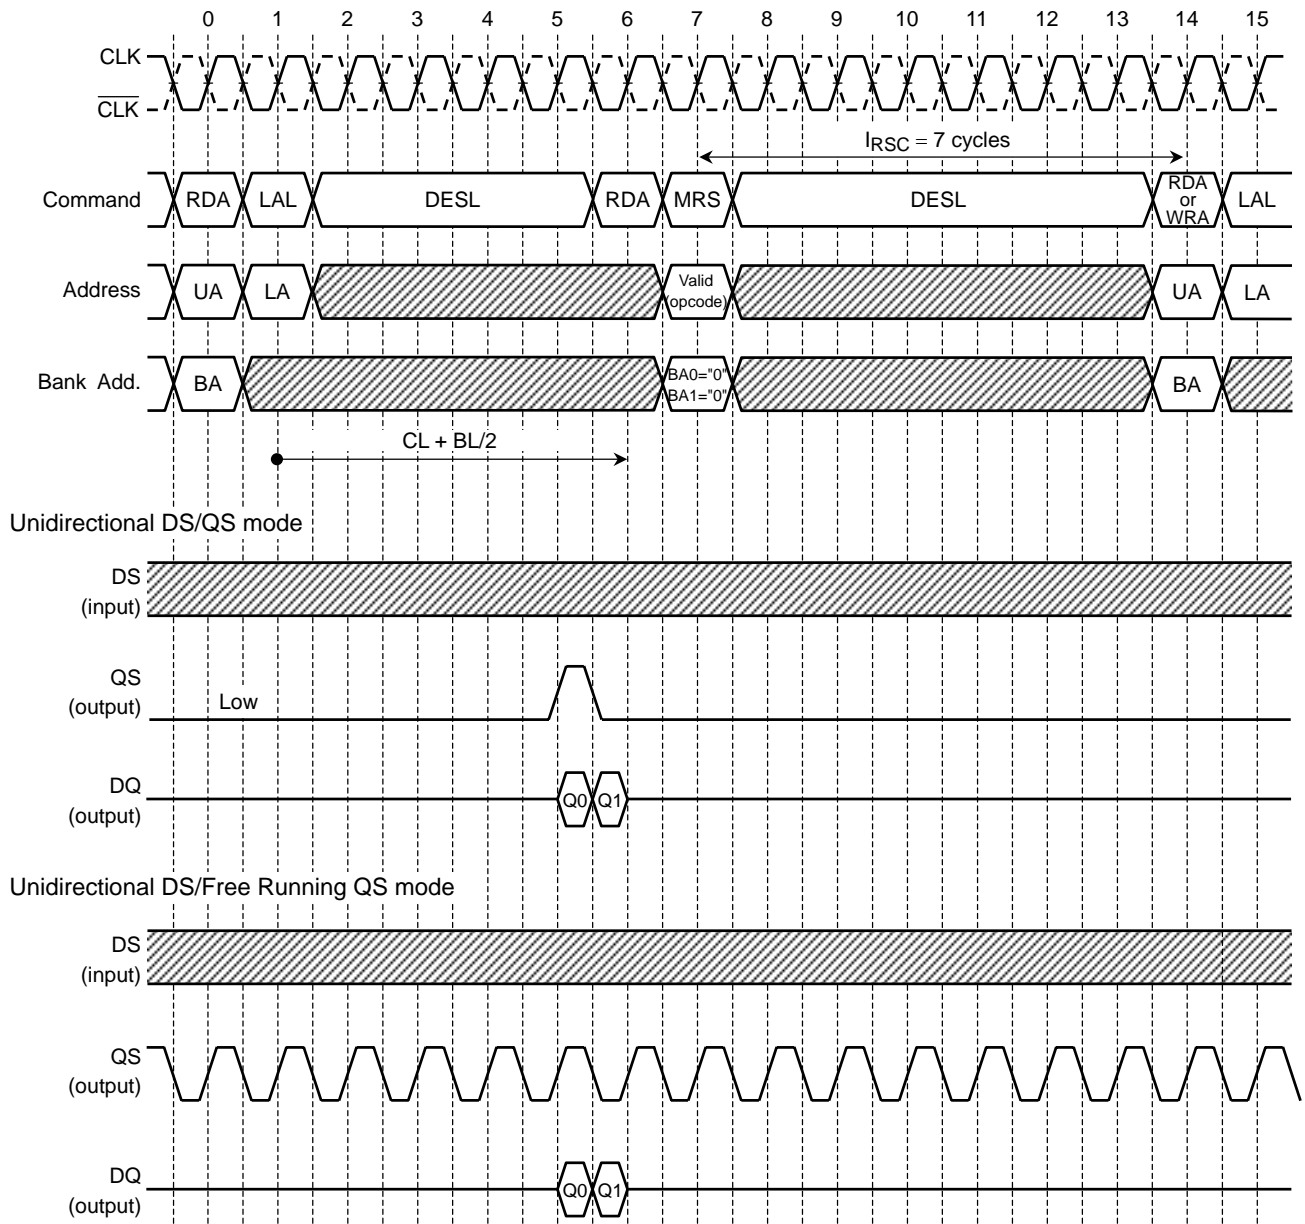 0 1 2 3 4 5 6 7 8 9 10 11 12 13 14 15
CLK
CLK
IRSC = 7 cycles
Command RDA LAL DESL RDA MRS DESL RDA or WRA LAL
Address UA LA Valid (opcode) UA LA
Bank Add. BA BA0="0" BA1="0" BA
CL + BL/2
Unidirectional DS/QS mode
DS
(input)
QS
(output)
Low
DQ
(output)
Q0 Q1
Unidirectional DS/Free Running QS mode
DS
(input)
QS
(output)
DQ
(output)
Q0 Q1